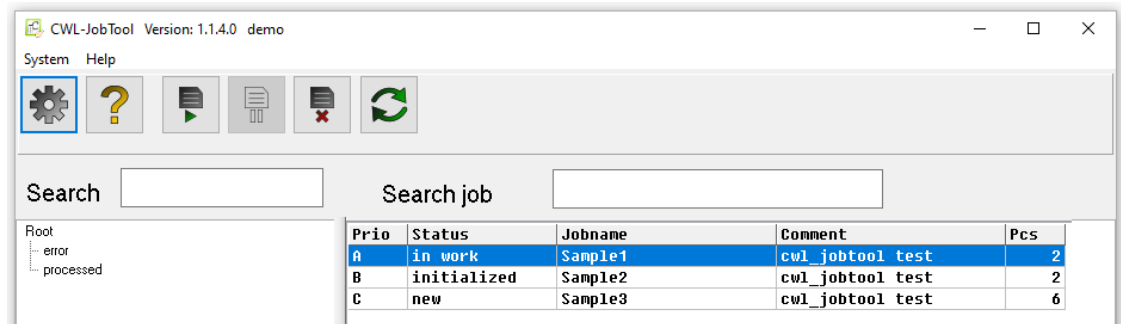 CWL-JobTool Version: 1.1.4.0 demo
System Help
Search
Search job
Root
error
processed
Prio Status Jobname Comment Pcs
A in work Sample1 cwl_jobtool test 2
B initialized Sample2 cwl_jobtool test 2
C new Sample3 cwl_jobtool test 6